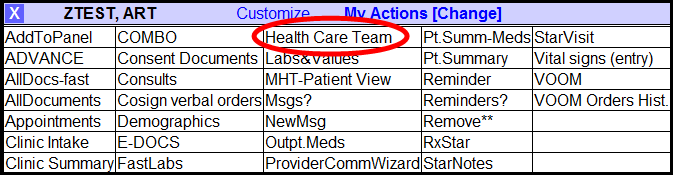 X ZTEST, ART Customize My Actions [Change]
AddToPanel COMBO Health Care Team Pt.Summ-Meds StarVisit
ADVANCE Consent Documents Labs&Values Pt.Summary Vital signs (entry)
AllDocs-fast Consults MHT-Patient View Reminder VOOM
AllDocuments Cosign verbal orders Msgs? Reminders? VOOM Orders Hist.
Appointments Demographics NewMsg Remove**
Clinic Intake E-DOCS Outpt.Meds RxStar
Clinic Summary FastLabs ProviderCommWizard StarNotes